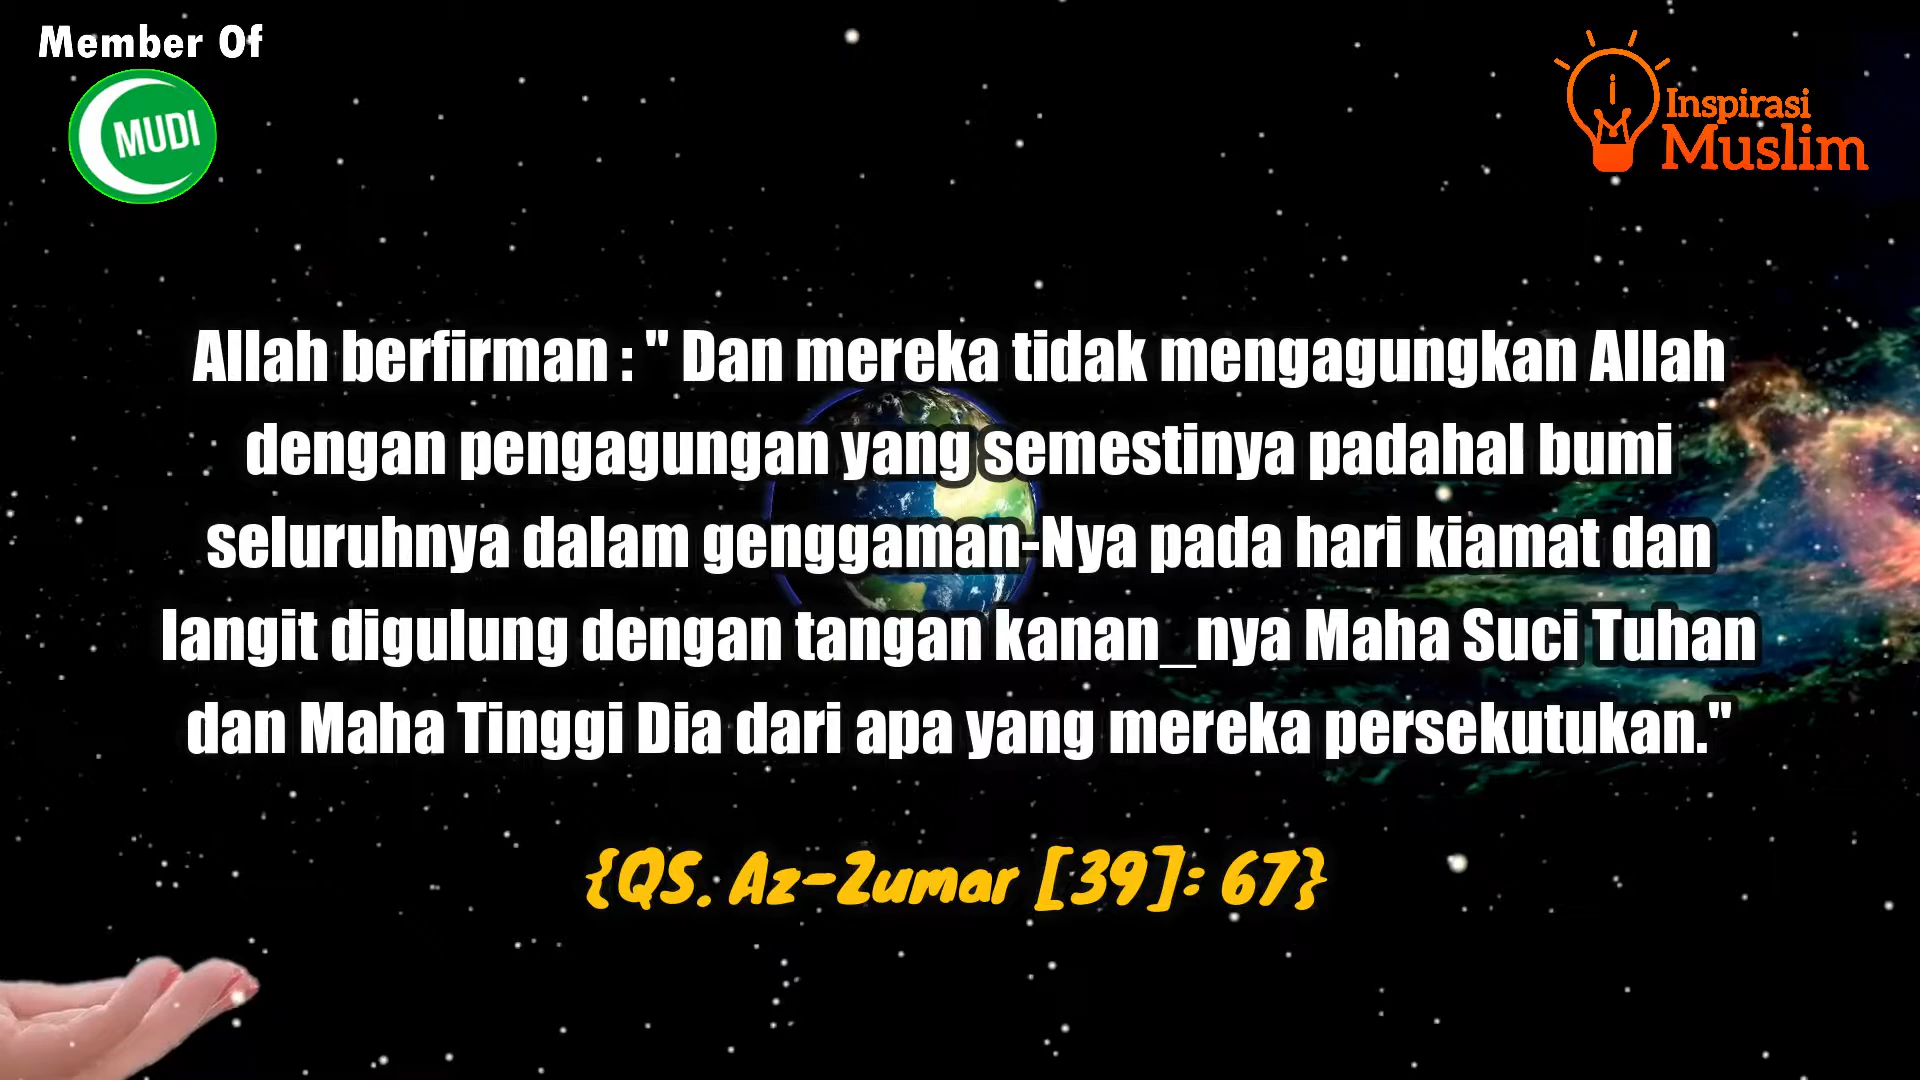 Member Of
MUDI
Inspirasi
Muslim
Allah berfirman : " Dan mereka tidak mengagungkan Allah
dengan pengagungan yang semestinya padahal bumi
seluruhnya dalam genggaman-Nya pada hari kiamat dan
langit digulung dengan tangan kanan_nya Maha Suci Tuhan
dan Maha Tinggi Dia dari apa yang mereka persekutukan."
{QS. Az-Zumar [39]: 67}